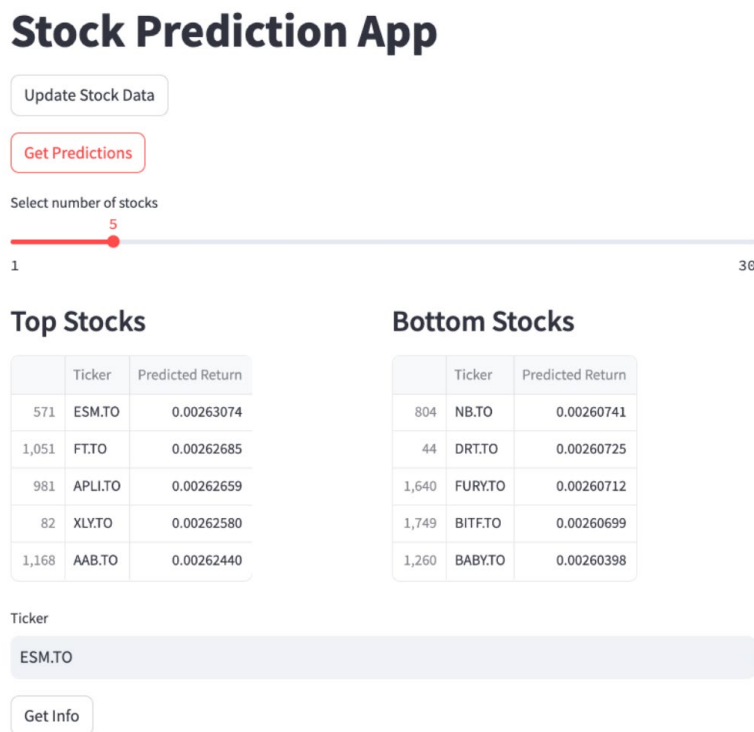 Stock Prediction App
Update Stock Data
Get Predictions
Select number of stocks
5
1 30
Top Stocks
Ticker Predicted Return
571 ESM.TO 0.00263074
1,051 FT.TO 0.00262685
981 APLI.TO 0.00262659
82 XLY.TO 0.00262580
1,168 AAB.TO 0.00262440
Bottom Stocks
Ticker Predicted Return
804 NB.TO 0.00260741
44 DRT.TO 0.00260725
1,640 FURY.TO 0.00260712
1,749 BITF.TO 0.00260699
1,260 BABY.TO 0.00260398
Ticker
ESM.TO
Get Info